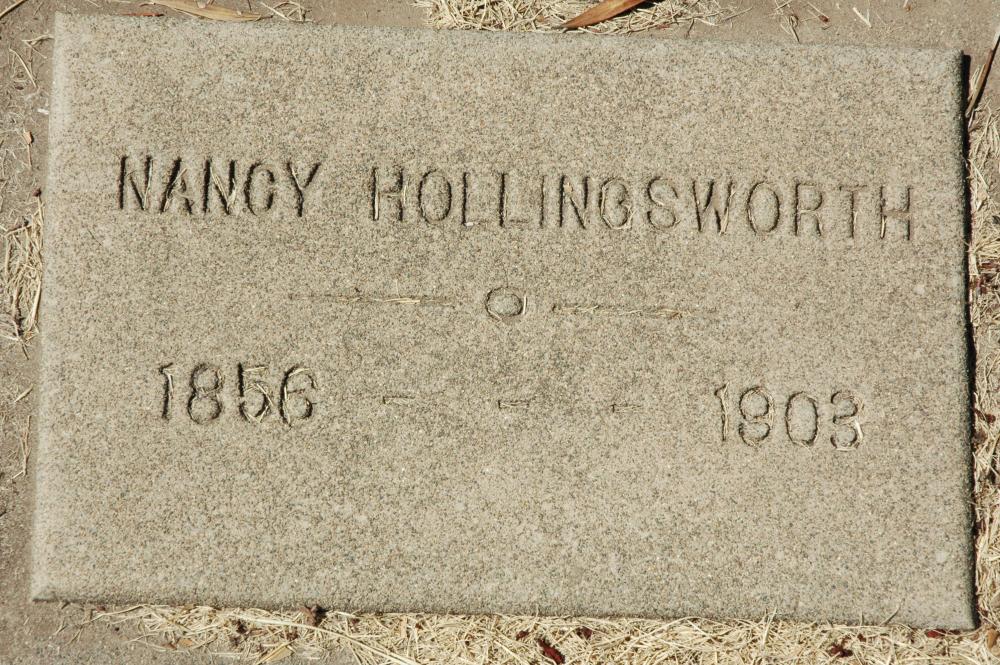 NANCY HOLLINGSWORTH
— O —
1856 - - - 1903